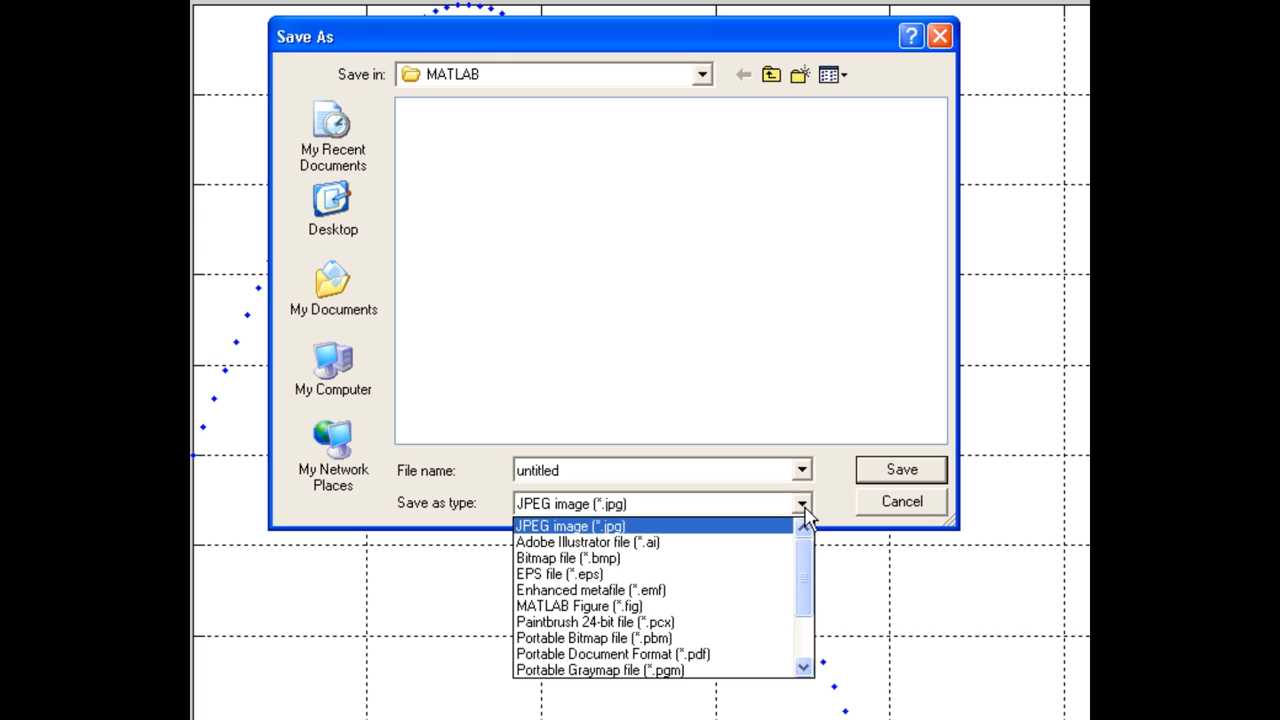 Save As
Save in:
MATLAB
My Recent
Documents
Desktop
My Documents
My Computer
My Network
Places
File name:
untitled
Save
Save as type:
JPEG image (*.jpg)
Cancel
JPEG image (*.jpg)
Adobe Illustrator file (*.ai)
Bitmap file (*.bmp)
EPS file (*.eps)
Enhanced metafile (*.emf)
MATLAB Figure (*.fig)
Paintbrush 24-bit file (*.pcx)
Portable Bitmap file (*.pbm)
Portable Document Format (*.pdf)
Portable Graymap file (*.pgm)